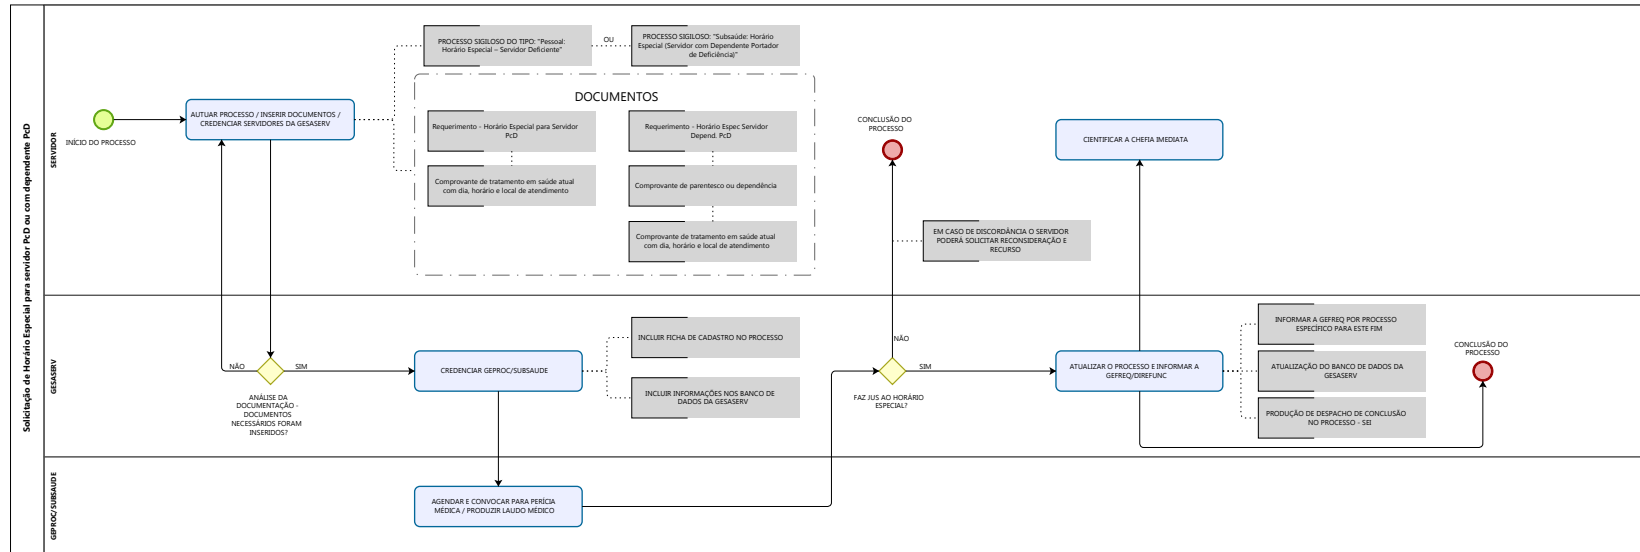 Solicitação de Horário Especial para servidor PcD ou com dependente PcD
SERVIDOR
INÍCIO DO PROCESSO
AUTUAR PROCESSO / INSERIR DOCUMENTOS /
CREDENCIAR SERVIDORES DA GESASERV
PROCESSO SIGILOSO DO TIPO: "Pessoal:
Horário Especial – Servidor Deficiente"
OU
PROCESSO SIGILOSO: "Subsaúde: Horário
Especial (Servidor com Dependente Portador
de Deficiência)"
DOCUMENTOS
Requerimento - Horário Especial para Servidor
PcD
Comprovante de tratamento em saúde atual
com dia, horário e local de atendimento
Requerimento - Horário Espec Servidor
Depend. PcD
Comprovante de parentesco ou dependência
Comprovante de tratamento em saúde atual
com dia, horário e local de atendimento
CONCLUSÃO DO
PROCESSO
EM CASO DE DISCORDÂNCIA O SERVIDOR
PODERÁ SOLICITAR RECONSIDERAÇÃO E
RECURSO
CIENTIFICAR A CHEFIA IMEDIATA
GESASERV
NÃO
SIM
ANÁLISE DA
DOCUMENTAÇÃO -
DOCUMENTOS
NECESSÁRIOS FORAM
INSERIDOS?
CREDENCIAR GEPROC/SUBSAUDE
INCLUIR FICHA DE CADASTRO NO PROCESSO
INCLUIR INFORMAÇÕES NOS BANCO DE
DADOS DA GESASERV
NÃO
SIM
FAZ JUS AO HORÁRIO
ESPECIAL?
ATUALIZAR O PROCESSO E INFORMAR A
GEFREQ/DIREFUNC
INFORMAR A GEFREQ POR PROCESSO
ESPECÍFICO PARA ESTE FIM
ATUALIZAÇÃO DO BANCO DE DADOS DA
GESASERV
PRODUÇÃO DE DESPACHO DE CONCLUSÃO
NO PROCESSO - SEI
CONCLUSÃO DO
PROCESSO
GEPROC/SUBSAUDE
AGENDAR E CONVOCAR PARA PERÍCIA
MÉDICA / PRODUZIR LAUDO MÉDICO